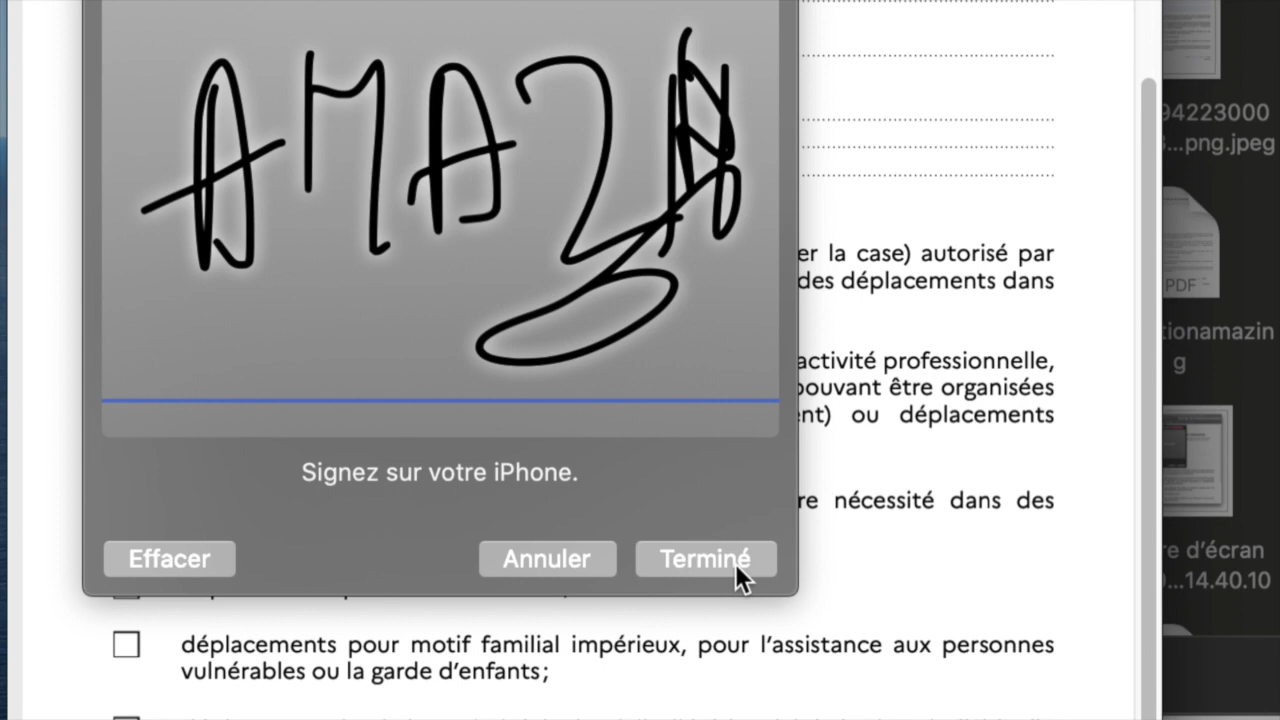 AMAZ
94223000
...png.jpeg
er la case) autorisé par
des déplacements dans
PDF
tionamazin
g
activité professionnelle,
pouvant être organisées
ent) ou déplacements
Signez sur votre iPhone.
re nécessité dans des
Effacer
Annuler
Terminé
re d'écran
...14.40.10
déplacements pour motif familial impérieux, pour l'assistance aux personnes
vulnérables ou la garde d'enfants;